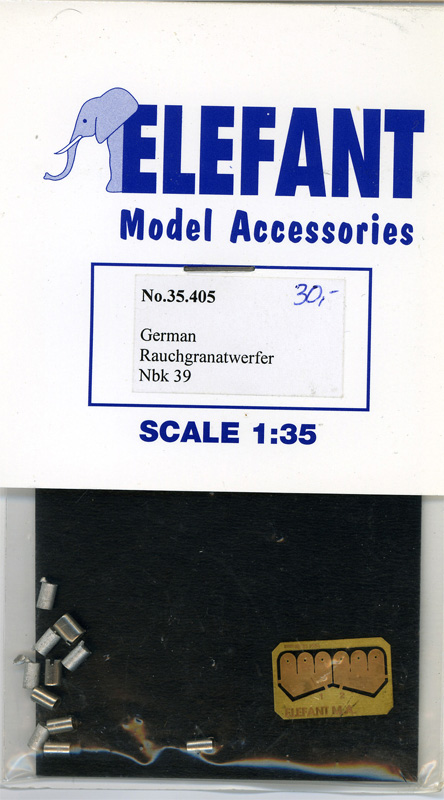 ELEFANT
Model Accessories
No.35.405
30,-
German
Rauchgranatwerfer
Nbk 39
SCALE 1:35
ELEFANT M.A.